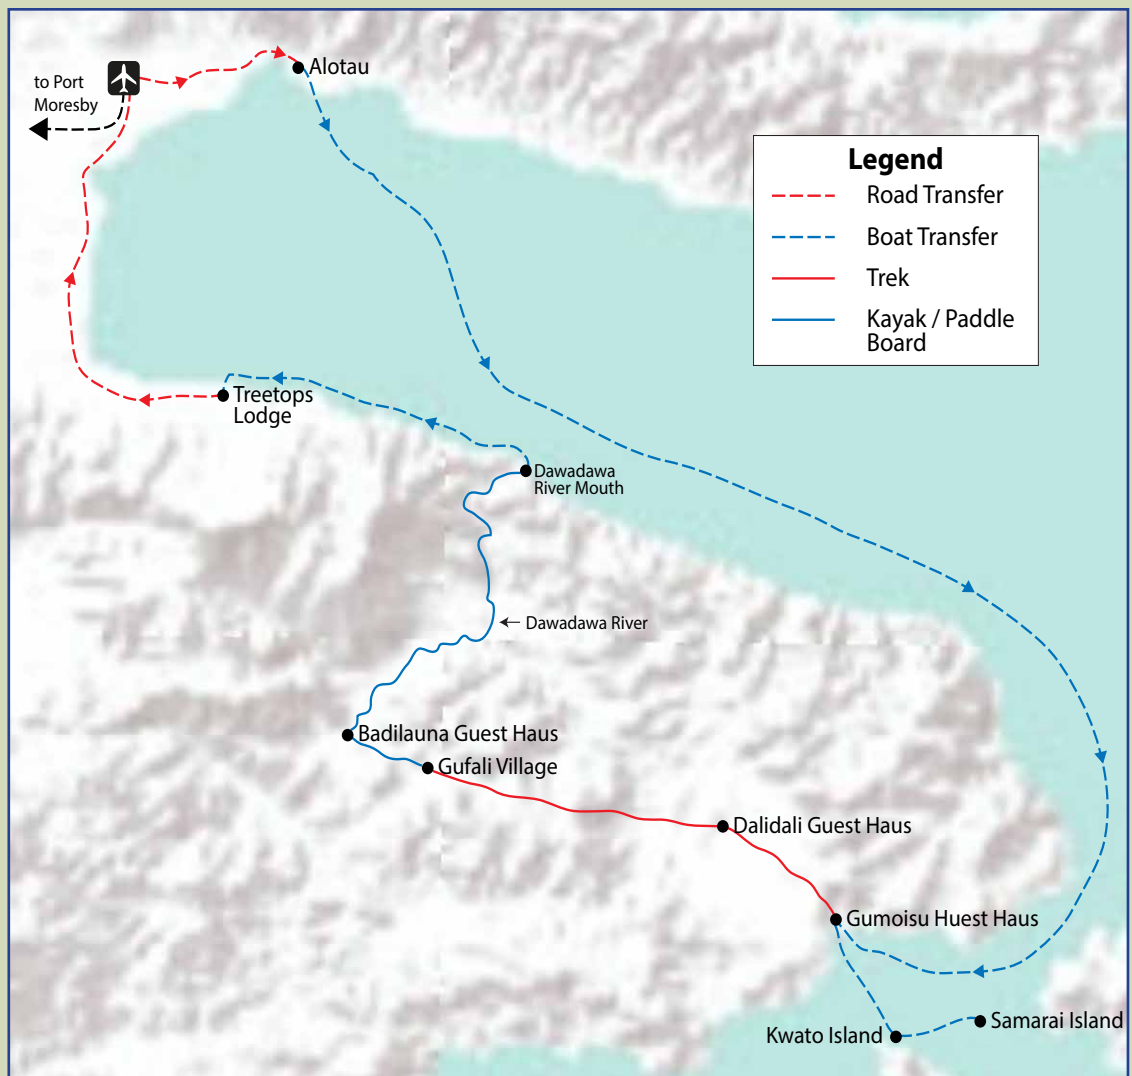 to Port
Moresby
Alotau
Legend
Road Transfer
Boat Transfer
Trek
Kayak / Paddle
Board
Treetops
Lodge
Dawadawa
River Mouth
Dawadawa River
Badilauna Guest Haus
Gufali Village
Dalidali Guest Haus
Gumoisu Huest Haus
Samarai Island
Kwato Island